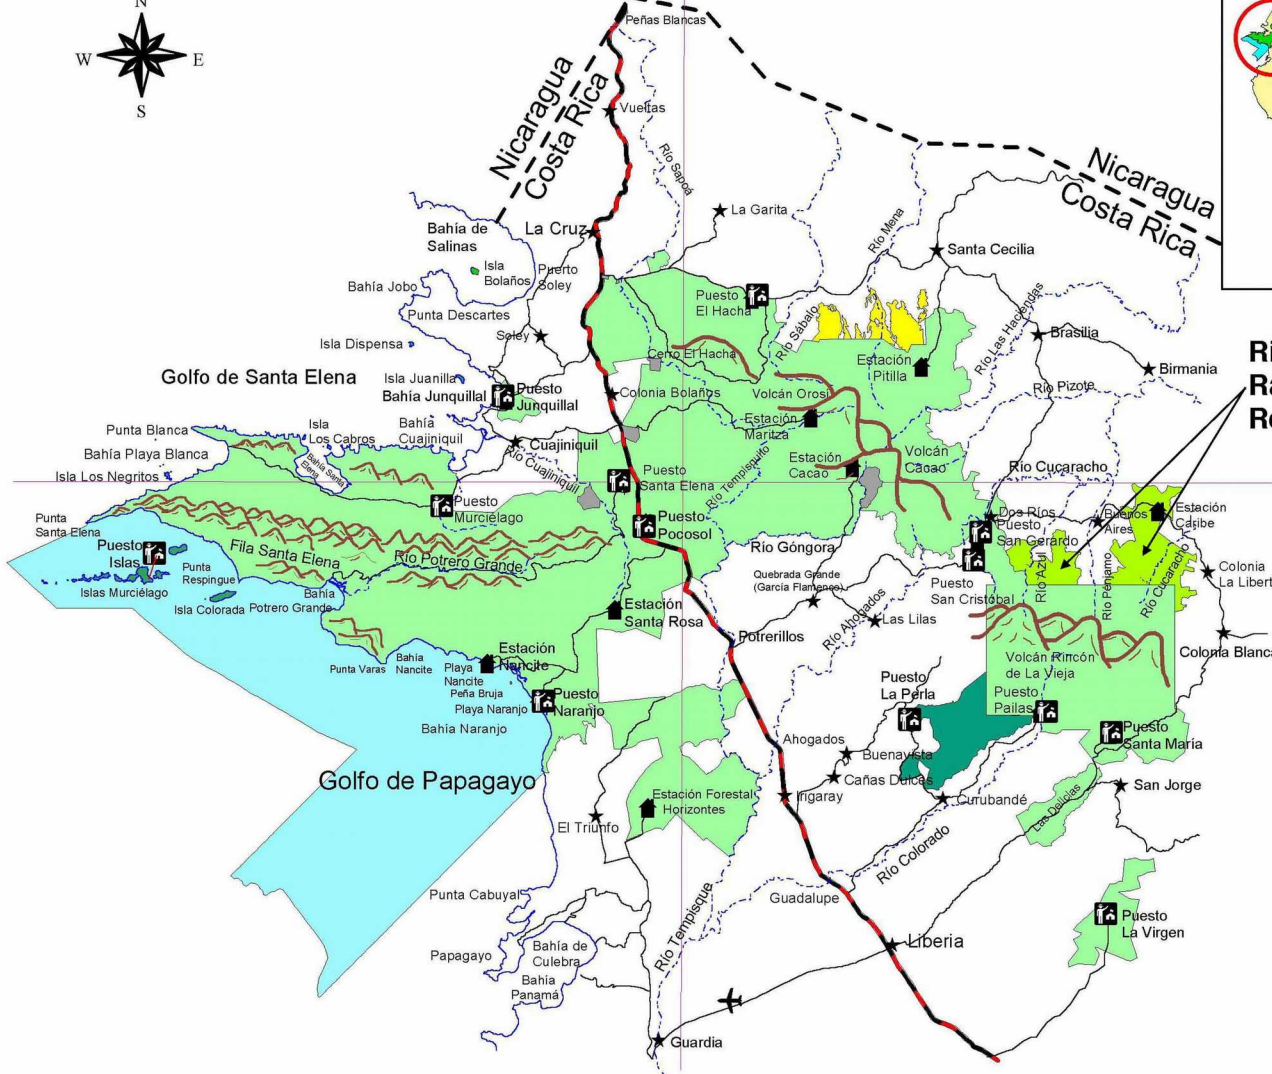 N
W
E
S
Peñas Blancas
Nicaragua
Costa Rica
Vueltas
Río Sapoá
Nicaragua
Costa Rica
La Garita
Río Mena
Bahía de
Salinas
La Cruz
Santa Cecilia
Isla
Bolaños
Puerto
Soley
Bahía Jobo
Puesto
El Hacha
Río Sábalo
Río Las Haciendas
Punta Descartes
Soley
Brasilia
Isla Dispensa
Cerro El Hacha
Estación
Pitilla
Birmania
Golfo de Santa Elena
Isla Juanilla
Bahía Junquillal
Puesto
Junquillal
Colonia Bolaños
Volcán Orosí
Río Pizote
Punta Blanca
Isla
Los Cabros
Bahía
Cuajiniquil
Estación
Maritza
Cuajiniquil
Río Cuajiniquil
Bahía Playa Blanca
Bahía Santa
Elena
Estación
Cacao
Volcán
Cacao
Río Cucaracho
Isla Los Negritos
Puesto
Santa Elena
Río Tempisquito
Puesto
Murciélago
Dos Ríos
Buenos
Aires
Estación
Caribe
Punta
Santa Elena
Puesto
Pocosol
Puesto
San Gerardo
Puesto
Islas
Fila Santa Elena
Río Potrero Grande
Río Góngora
Punta
Respingue
Quebrada Grande
(García Flamenco)
Puesto
San Cristóbal
Río Azul
Río Penjamo
Río Cucaracho
Colonia
La Libert
Islas Murciélago
Isla Colorada
Bahía
Potrero Grande
Estación
Santa Rosa
Río Ahogados
Las Lilas
Potrerillos
Colonia Blanca
Punta Varas
Bahía
Nancite
Playa
Nancite
Estación
Nancite
Volcán Rincón
de La Vieja
Puesto
La Perla
Peña Bruja
Playa Naranjo
Puesto
Naranjo
Puesto
Pailas
Bahía Naranjo
Puesto
Santa María
Ahogados
Buenavista
Golfo de Papagayo
Cañas Dulces
San Jorge
Estación Forestal
Horizontes
Irigaray
Curubandé
Las Delicias
El Triunfo
Río Colorado
Punta Cabuyal
Guadalupe
Puesto
La Virgen
Río Tempisque
Papagayo
Bahía de
Culebra
Liberia
Bahía
Panamá
Guardia